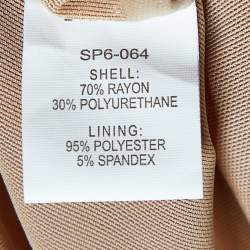 SP6-064
SHELL:
70% RAYON
30% POLYURETHANE
LINING:
95% POLYESTER
5% SPANDEX